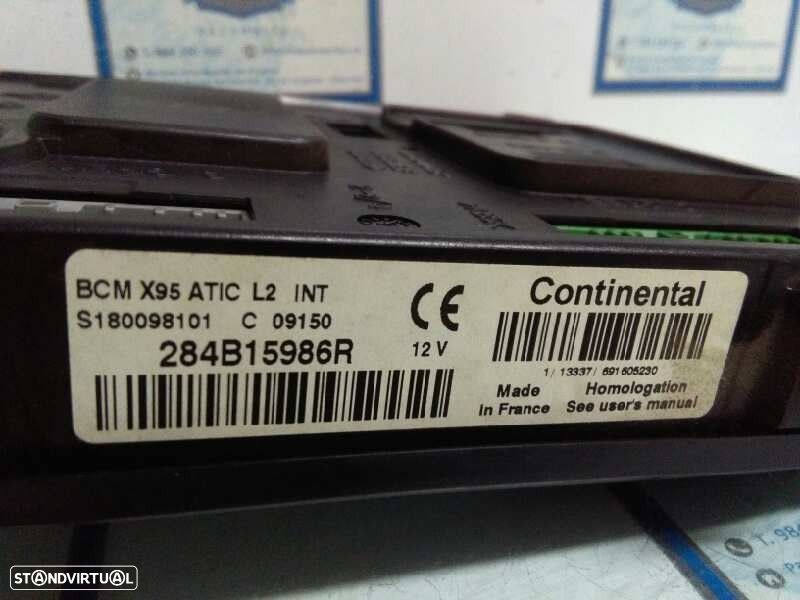 BCM X95 ATIC L2 INT
S180098101 C 09150
284B15986R
12 V
CE
Continental
1/ 13337/ 691605230
Made
in France
Homologation
See user's manual
STANDVIRTUAL